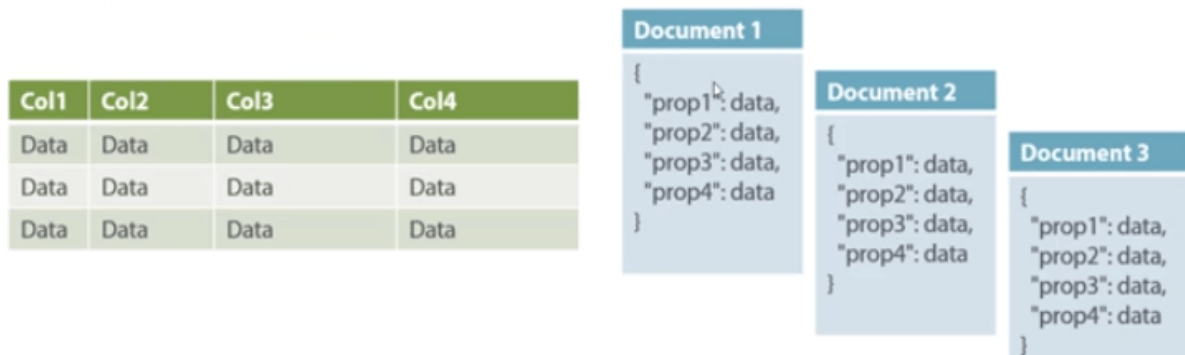 Col1 Col2 Col3 Col4
Data Data Data Data
Data Data Data Data
Data Data Data Data
Document 1
{
"prop1": data,
"prop2": data,
"prop3": data,
"prop4": data
}
Document 2
{
"prop1": data,
"prop2": data,
"prop3": data,
"prop4": data
}
Document 3
{
"prop1": data,
"prop2": data,
"prop3": data,
"prop4": data
}